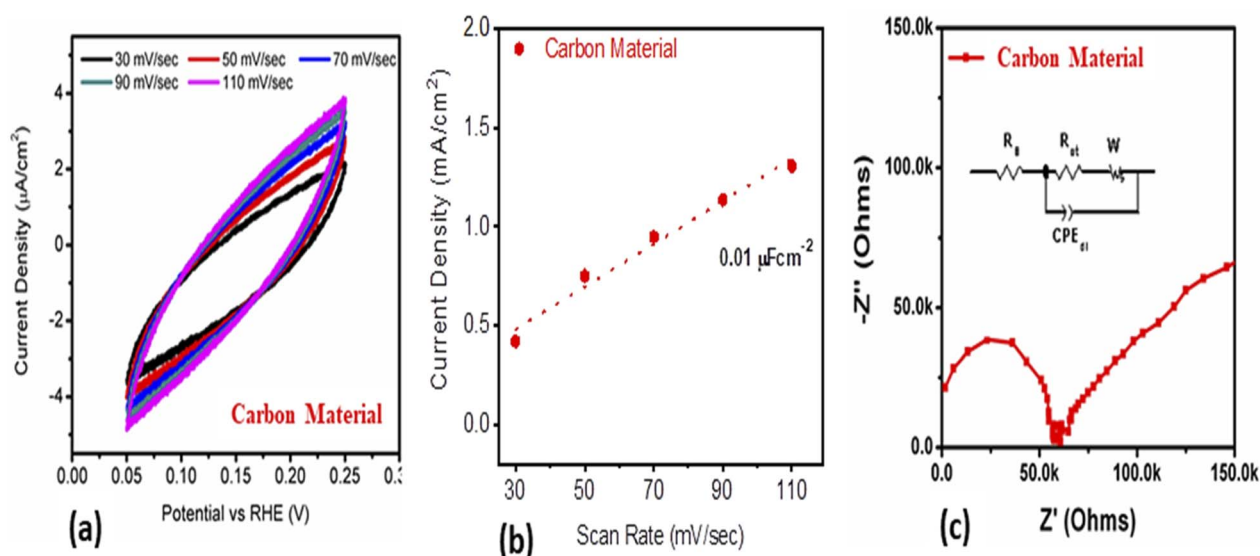 30 mV/sec 50 mV/sec 70 mV/sec
90 mV/sec 110 mV/sec
4
2
0
-2
-4
Current Density (µA/cm²)
Carbon Material
0.00 0.05 0.10 0.15 0.20 0.25 0.3
Potential vs RHE (V)
(a)
2.0
1.5
1.0
0.5
0.0
Current Density (mA/cm²)
Carbon Material
0.01 µFcm⁻²
30 50 70 90 110
Scan Rate (mV/sec)
(b)
150.0k
100.0k
50.0k
0.0
-Z'' (Ohms)
Carbon Material
W
CPE
0.0 50.0k 100.0k 150.0k
Z' (Ohms)
(c)